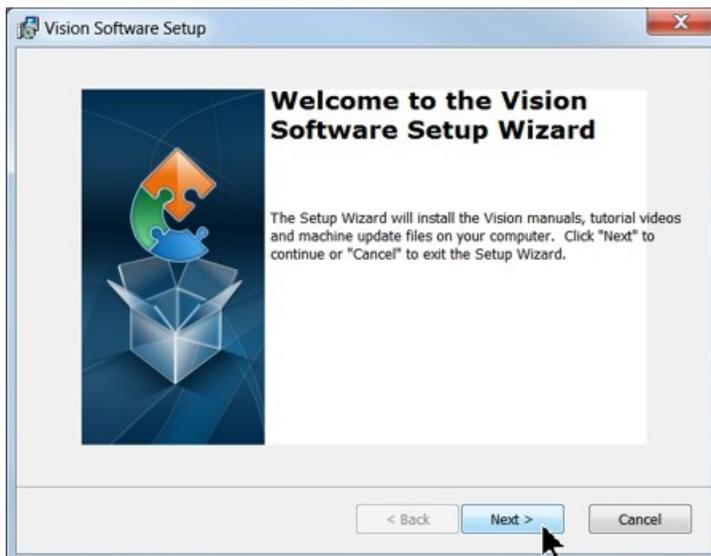 Vision Software Setup
Welcome to the Vision
Software Setup Wizard
The Setup Wizard will install the Vision manuals, tutorial videos
and machine update files on your computer.  Click "Next" to
continue or "Cancel" to exit the Setup Wizard.
< Back Next > Cancel